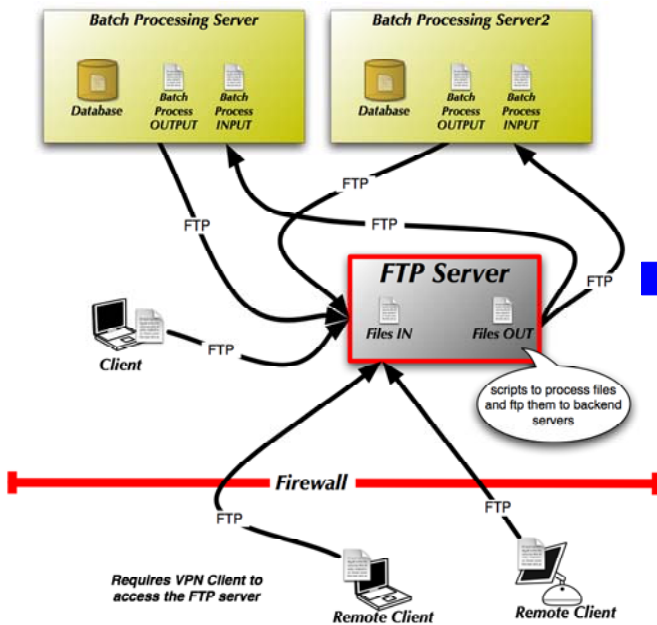 Batch Processing Server
Batch Processing Server2
Database
Batch
Process
OUTPUT
Batch
Process
INPUT
Database
Batch
Process
OUTPUT
Batch
Process
INPUT
FTP
FTP
FTP
FTP
FTP Server
Files IN
Files OUT
Client
FTP
scripts to process files
and ftp them to backend
servers
Firewall
FTP
FTP
Requires VPN Client to
access the FTP server
Remote Client
Remote Client